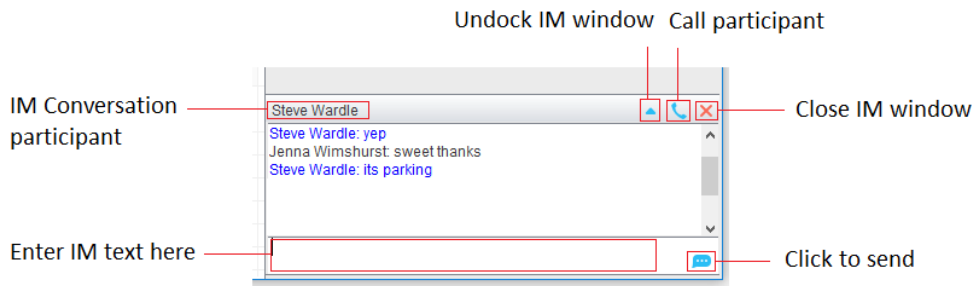 Undock IM window Call participant
IM Conversation
participant
Steve Wardle
Close IM window
Steve Wardle: yep
Jenna Wimshurst: sweet thanks
Steve Wardle: its parking
Enter IM text here
Click to send